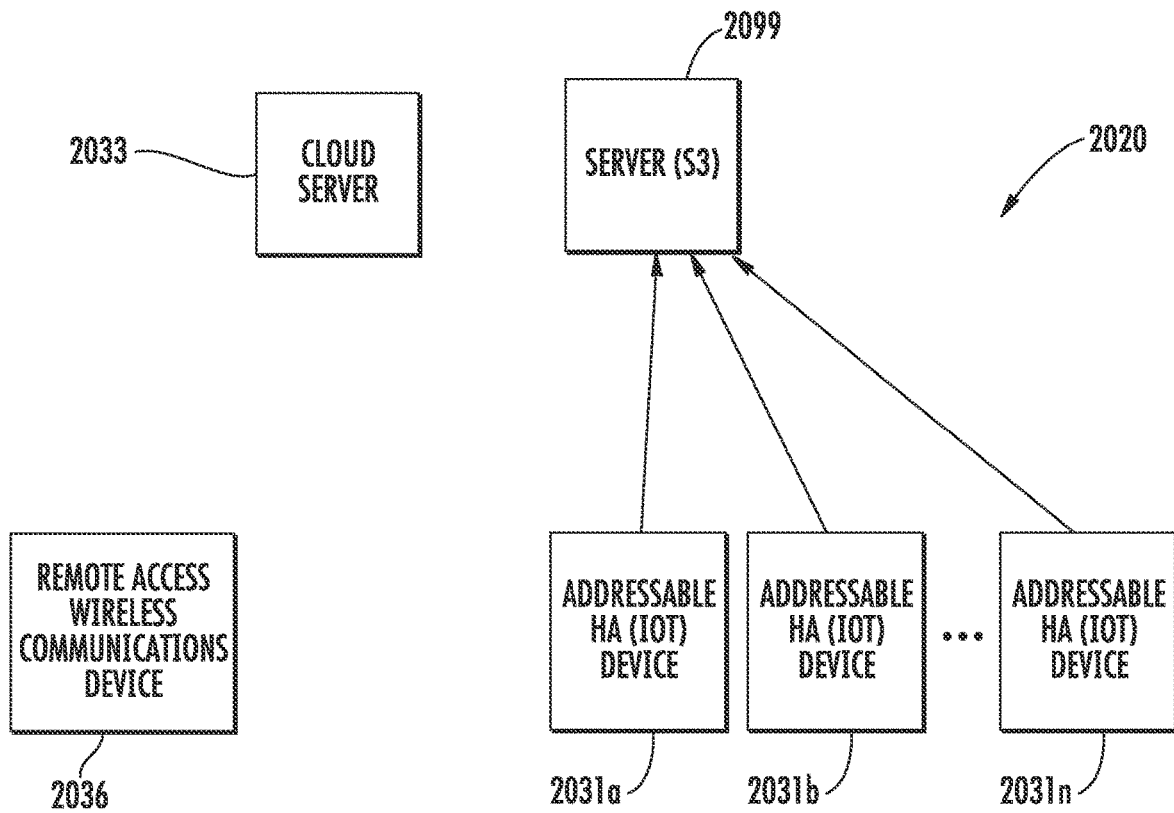 2099
2033
CLOUD
SERVER
SERVER (S3)
2020
REMOTE ACCESS
WIRELESS
COMMUNICATIONS
DEVICE
ADDRESSABLE
HA (IOT)
DEVICE
ADDRESSABLE
HA (IOT)
DEVICE
•••
ADDRESSABLE
HA (IOT)
DEVICE
2036
2031a
2031b
2031n